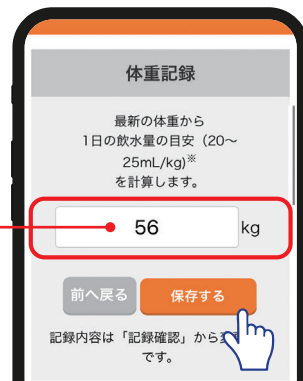 体重記録
最新の体重から
1日の飲水量の目安（20〜
25mL/kg)※
を計算します。
56 kg
前へ戻る 保存する
記録内容は「記録確認」から変
です。